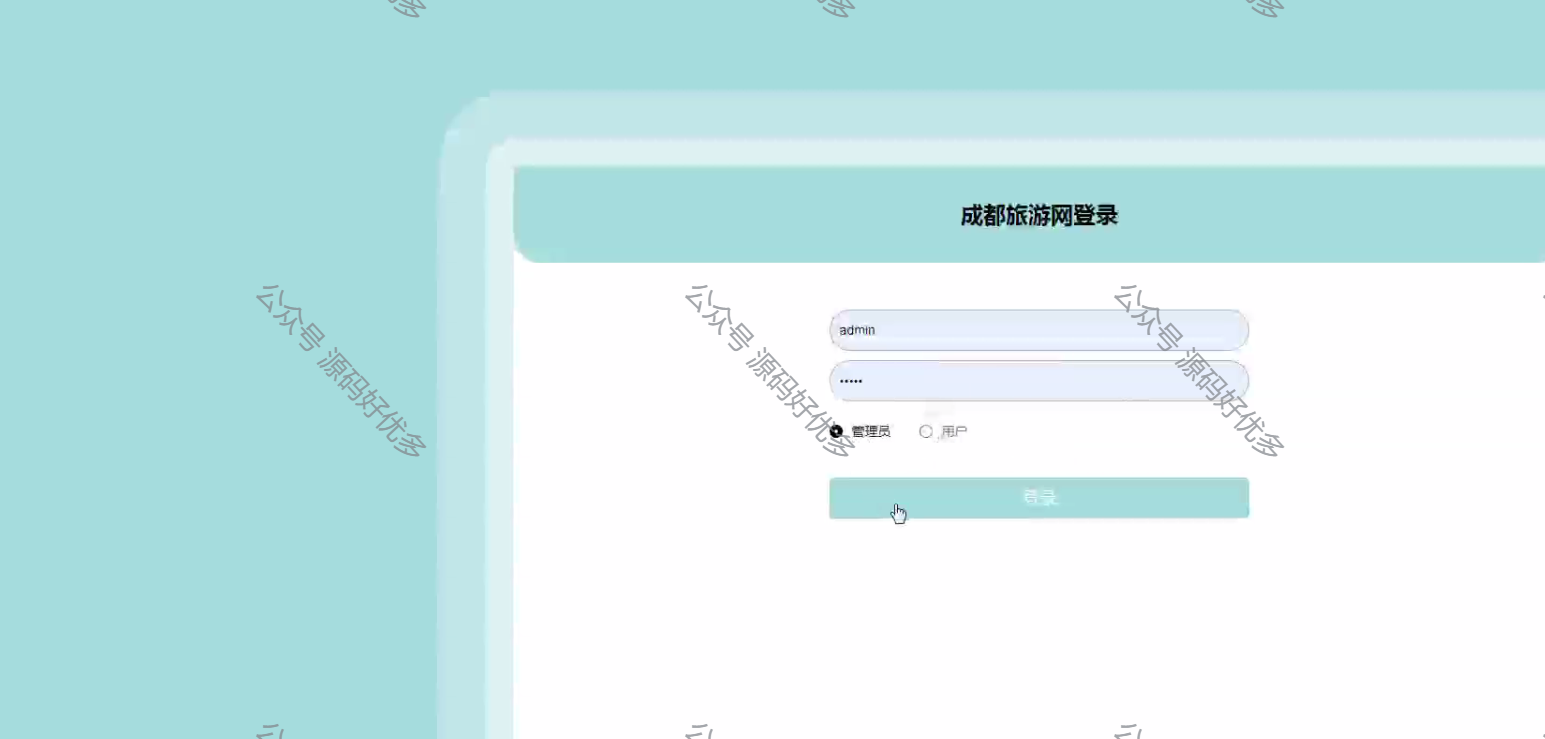 成都旅游网登录
admin
•••••
管理员 用户
登录
公众号 源码好优多
公众号 源码好优多
公众号 源码好优多